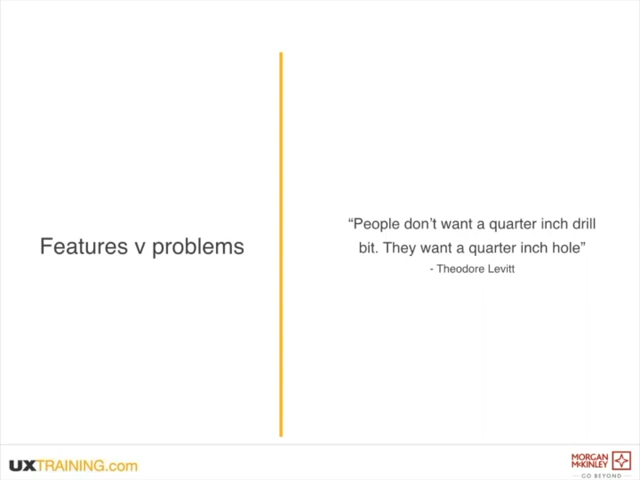 Features v problems
“People don’t want a quarter inch drill
bit. They want a quarter inch hole”
- Theodore Levitt
UXTRAINING.com
MORGAN
McKINLEY
GO BEYOND